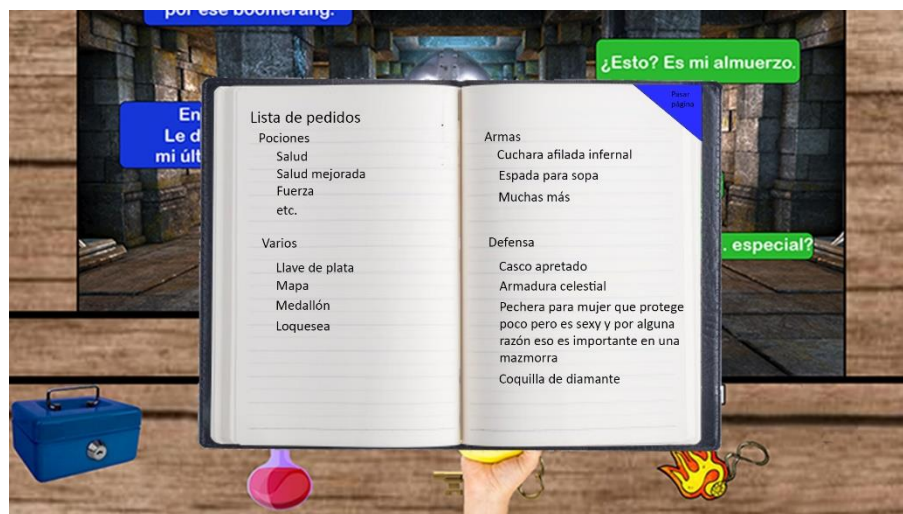 por ese boomerang.
¿Esto? Es mi almuerzo.
En
Le d
mi últ
. especial?
Lista de pedidos
Pociones
Salud
Salud mejorada
Fuerza
etc.
Varios
Llave de plata
Mapa
Medallón
Loquesea
Pasar
página
Armas
Cuchara afilada infernal
Espada para sopa
Muchas más
Defensa
Casco apretado
Armadura celestial
Pechera para mujer que protege
poco pero es sexy y por alguna
razón eso es importante en una
mazmorra
Coquilla de diamante